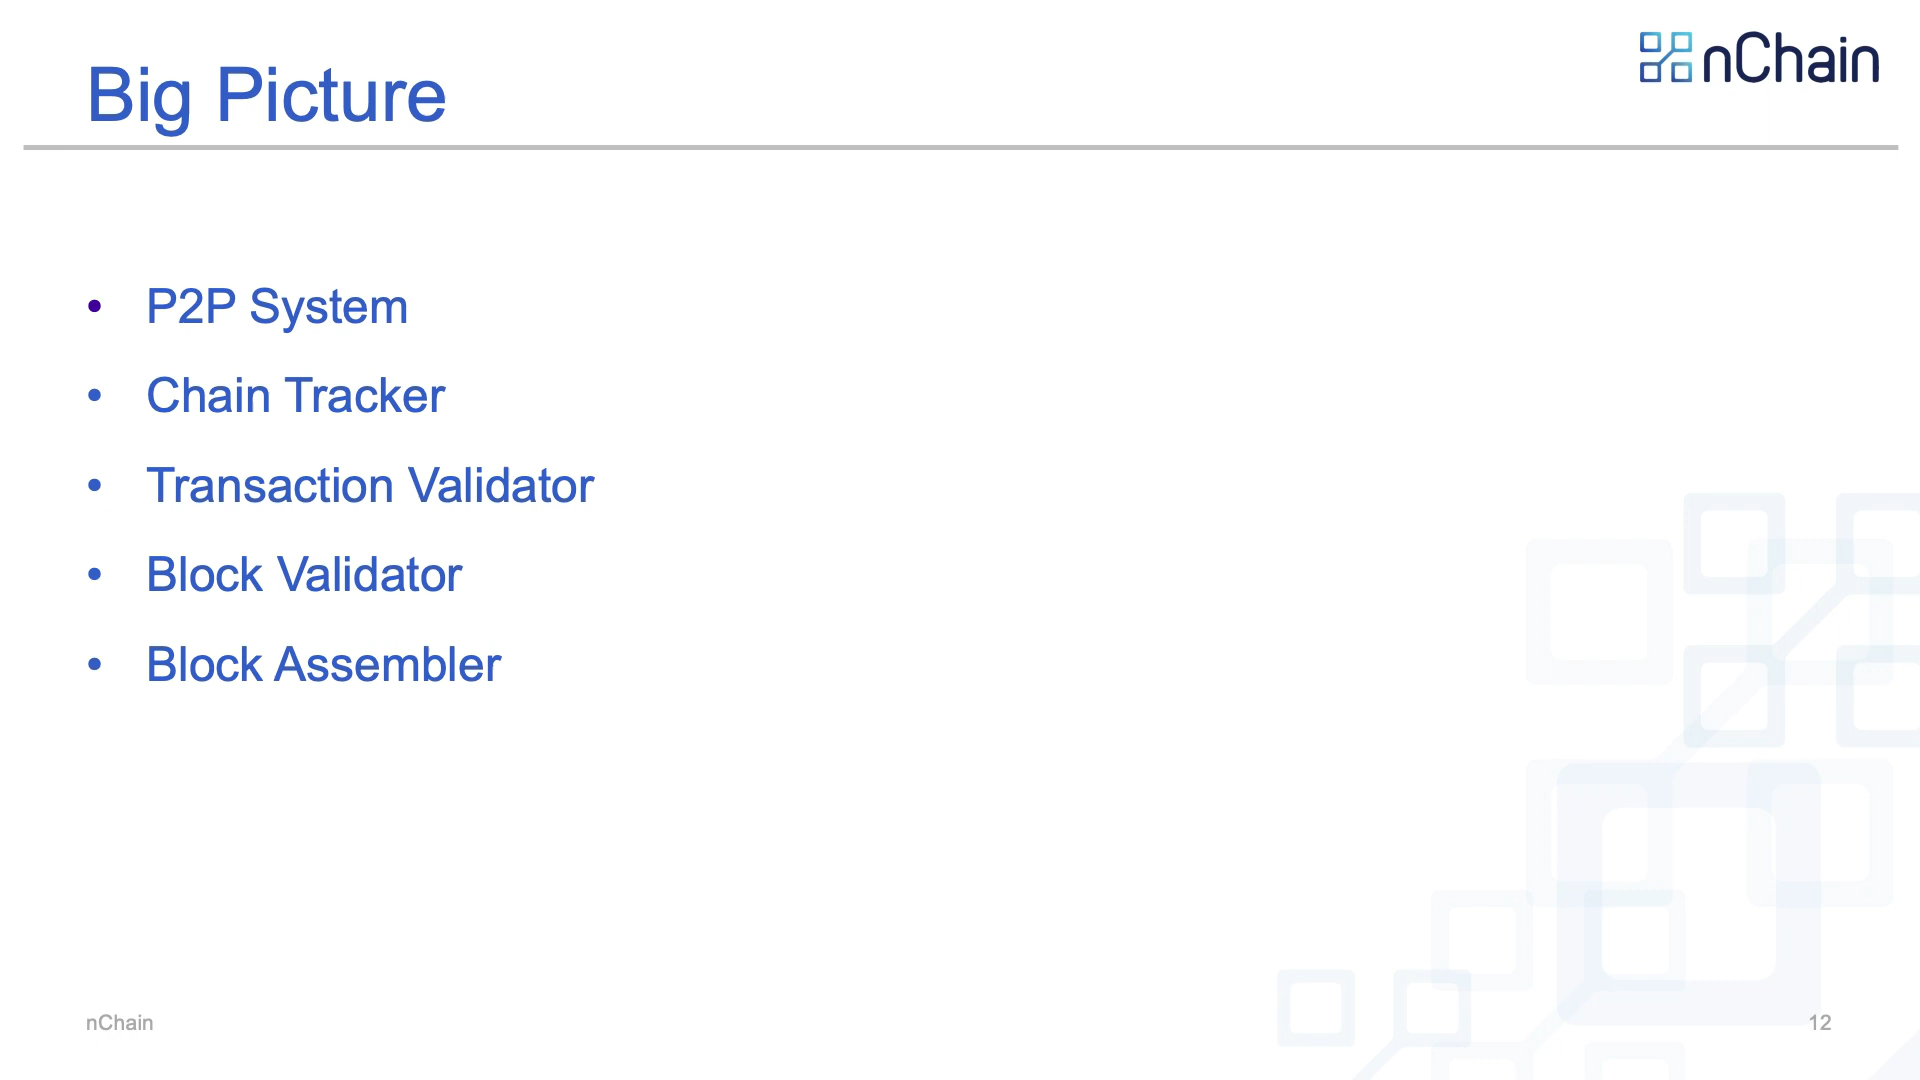 Big Picture
nChain
• P2P System
• Chain Tracker
• Transaction Validator
• Block Validator
• Block Assembler
nChain
12